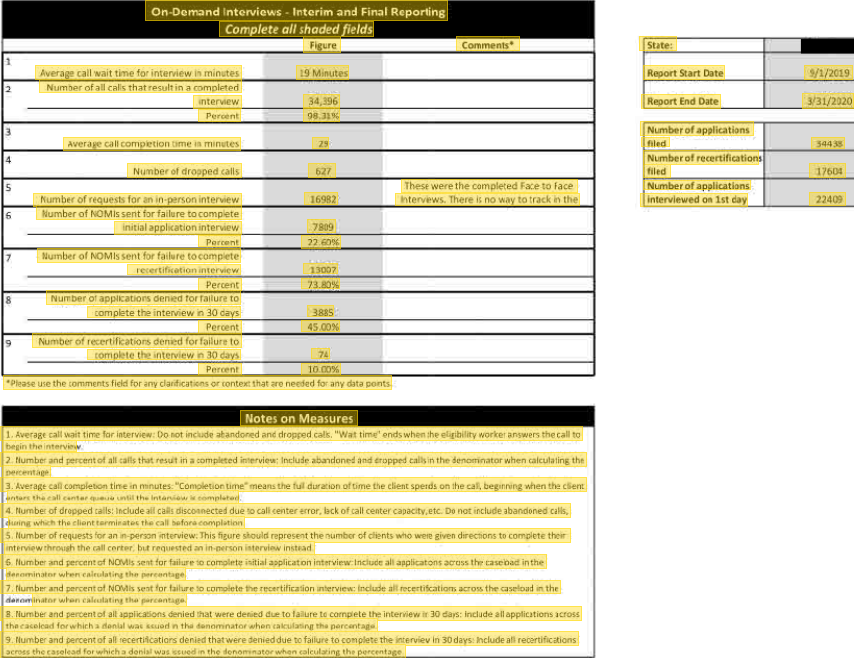 On-Demand Interviews - Interim and Final Reporting
Complete all shaded fields
Figure Comments*
1
Average call wait time for interview in minutes 19 Minutes
2
Number of all calls that result in a completed
interview 34,396
Percent 98.31%
3
Average call completion time in minutes 29
4
Number of dropped calls 627
5
These were the completed Face to Face
Number of requests for an in-person interview 16982 Interviews. There is no way to track in the
6
Number of NOMIs sent for failure to complete
initial application interview 7809
Percent 22.60%
7
Number of NOMIs sent for failure to complete
recertification interview 13007
Percent 73.80%
8
Number of applications denied for failure to
complete the interview in 30 days 3885
Percent 45.00%
9
Number of recertifications denied for failure to
complete the interview in 30 days 74
Percent 10.00%
*Please use the comments field for any clarifications or context that are needed for any data points.
State:
Report Start Date 9/1/2019
Report End Date 3/31/2020
Number of applications
filed 34438
Number of recertifications
filed 17604
Number of applications
interviewed on 1st day 22409
Notes on Measures
1. Average call wait time for interview: Do not include abandoned and dropped calls. "Wait time" ends when the eligibility worker answers the call to
begin the interview.
2. Number and percent of all calls that result in a completed interview: Include abandoned and dropped calls in the denominator when calculating the
percentage.
3. Average call completion time in minutes: "Completion time" means the full duration of time the client spends on the call, beginning when the client
enters the call center queue until the interview is completed.
4. Number of dropped calls: Include all calls disconnected due to call center error, lack of call center capacity, etc. Do not include abandoned calls,
during which the client terminates the call before completion.
5. Number of requests for an in-person interview: This figure should represent the number of clients who were given directions to complete their
interview through the call center, but requested an in-person interview instead.
6. Number and percent of NOMIs sent for failure to complete initial application interview: Include all applicatons across the caseload in the
denominator when calculating the percentage.
7. Number and percent of NOMIs sent for failure to complete the recertification interview: Include all recertifications across the caseload in the
denominator when calculating the percentage.
8. Number and percent of all applications denied that were denied due to failure to complete the interview in 30 days: Include all applications across
the caseload for which a denial was issued in the denominator when calculating the percentage.
9. Number and percent of all recertifications denied that were denied due to failure to complete the interview in 30 days: Include all recertifications
across the caseload for which a denial was issued in the denominator when calculating the percentage.